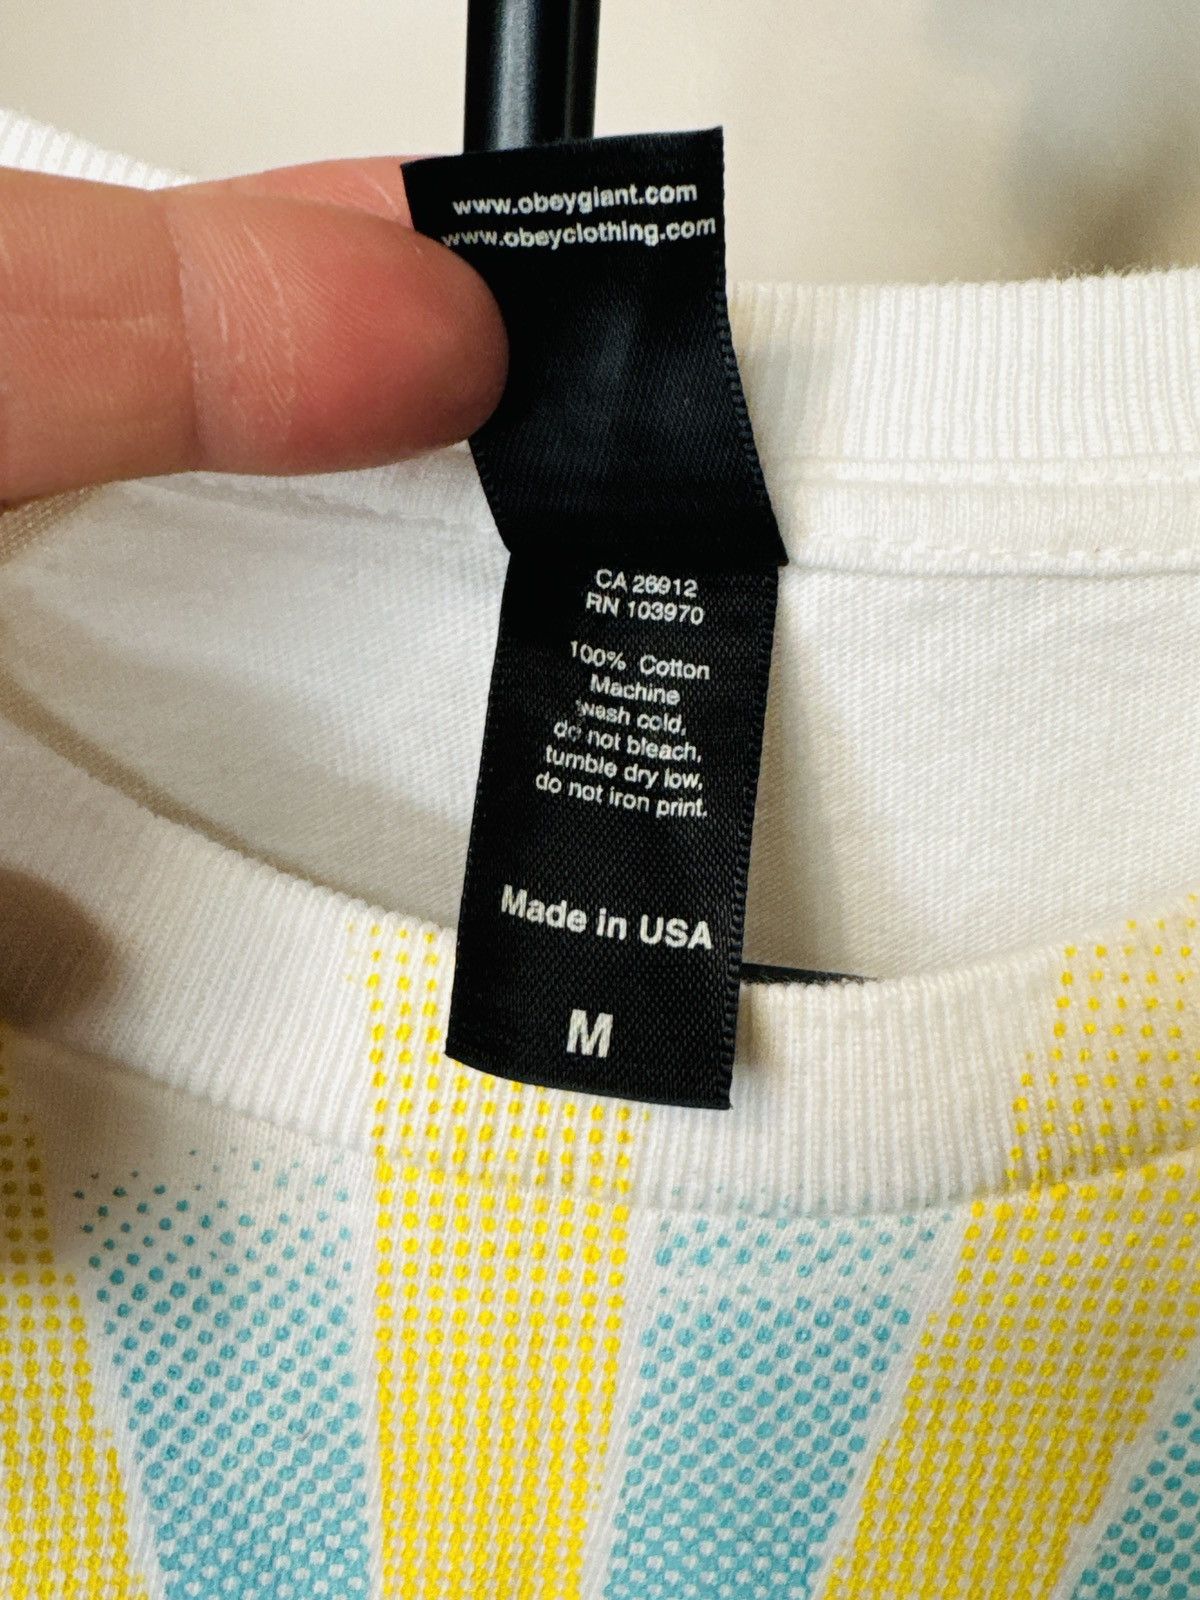 www.obeygiant.com
www.obeyclothing.com
CA 26912
RN 103970
100% Cotton
Machine
wash cold,
do not bleach,
tumble dry low,
do not iron print.
Made in USA
M